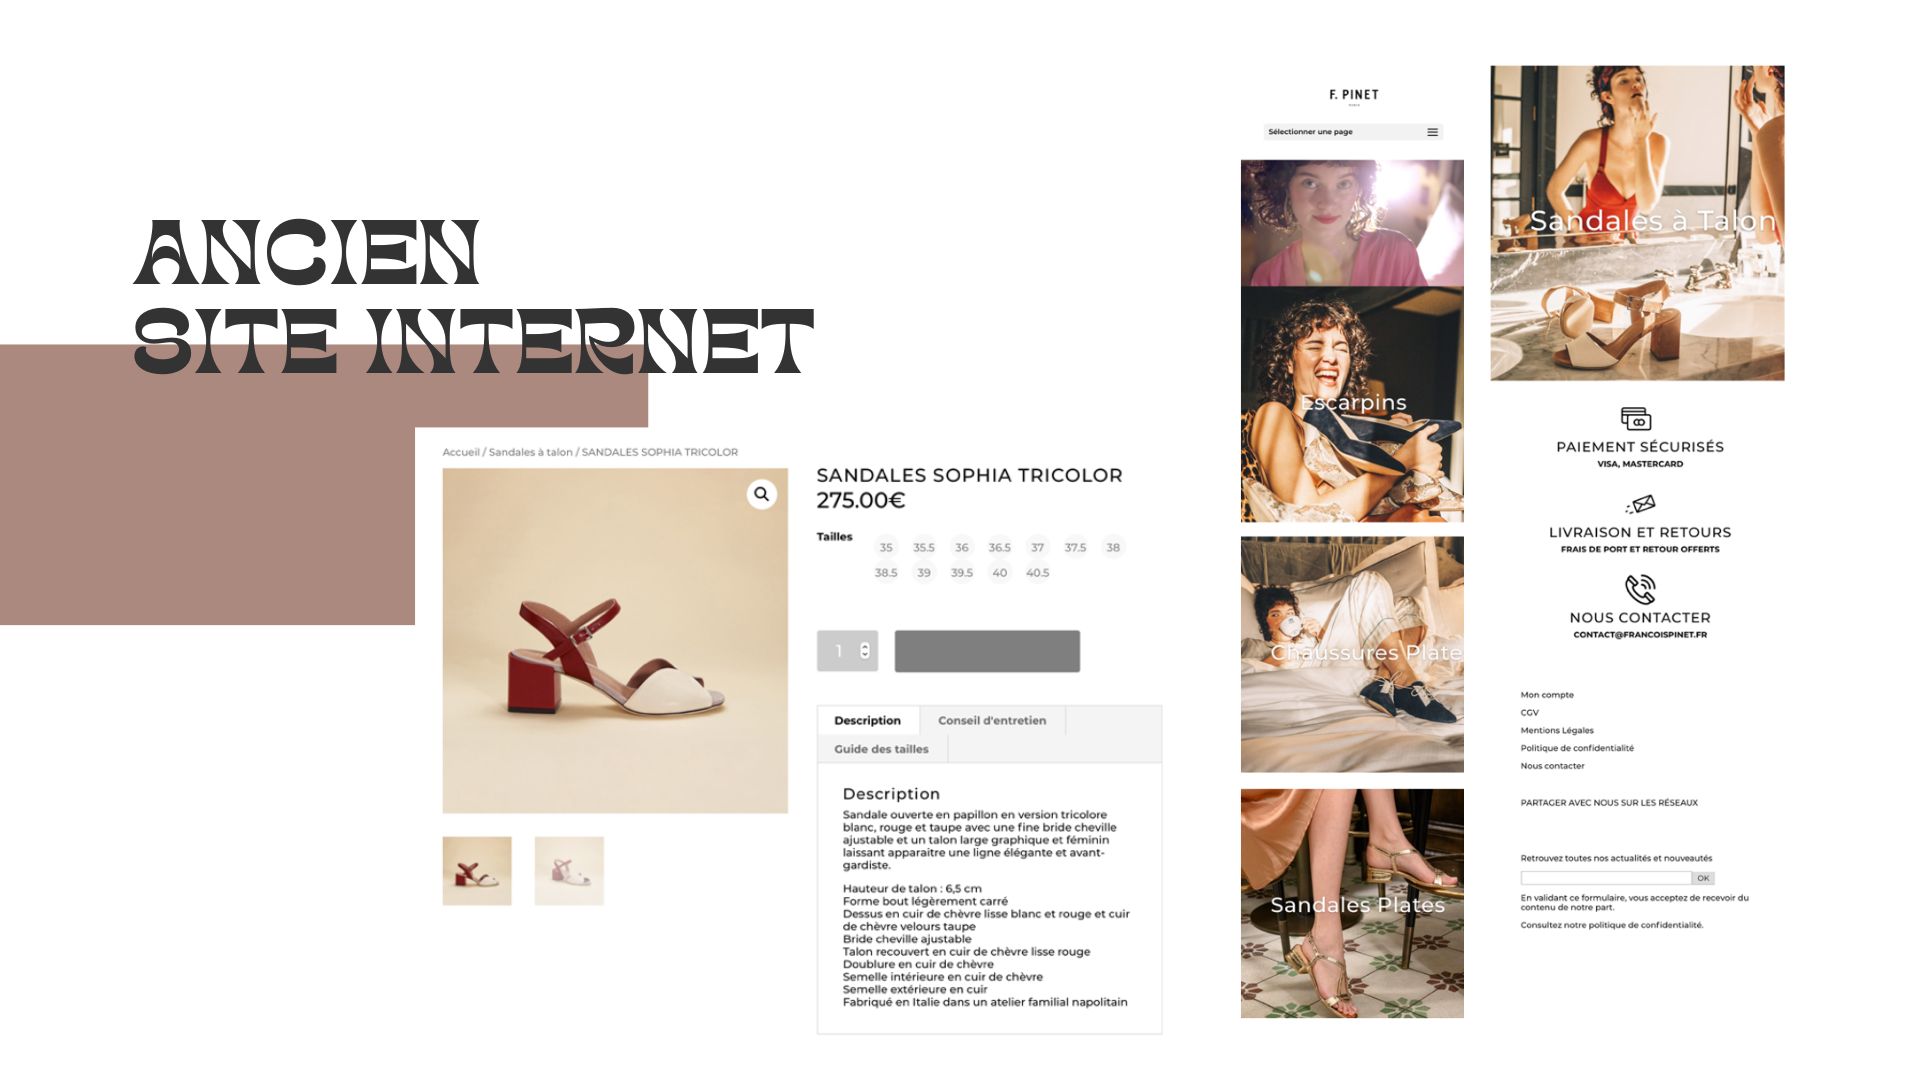 ANCIEN
SITE INTERNET
Accueil / Sandales à talon / SANDALES SOPHIA TRICOLOR
SANDALES SOPHIA TRICOLOR
275.00€
Tailles
35 35.5 36 36.5 37 37.5 38
38.5 39 39.5 40 40.5
1
Description Conseil d'entretien
Guide des tailles
Description
Sandale ouverte en papillon en version tricolore
blanc, rouge et taupe avec une fine bride cheville
ajustable et un talon large graphique et féminin
laissant apparaitre une ligne élégante et avant-
gardiste.
Hauteur de talon : 6,5 cm
Forme bout légèrement carré
Dessus en cuir de chèvre lisse blanc et rouge et cuir
de chèvre velours taupe
Bride cheville ajustable
Talon recouvert en cuir de chèvre lisse rouge
Doublure en cuir de chèvre
Semelle intérieure en cuir de chèvre
Semelle extérieure en cuir
Fabriqué en Italie dans un atelier familial napolitain
F. PINET
Sélectionner une page
Escarpins
Chaussures Plate
Sandales Plates
Sandales à Talon
PAIEMENT SÉCURISÉS
VISA, MASTERCARD
LIVRAISON ET RETOURS
FRAIS DE PORT ET RETOUR OFFERTS
NOUS CONTACTER
CONTACT@FRANCOISPINET.FR
Mon compte
CGV
Mentions Légales
Politique de confidentialité
Nous contacter
PARTAGER AVEC NOUS SUR LES RÉSEAUX
Retrouvez toutes nos actualités et nouveautés
OK
En validant ce formulaire, vous acceptez de recevoir du
contenu de notre part.
Consultez notre politique de confidentialité.